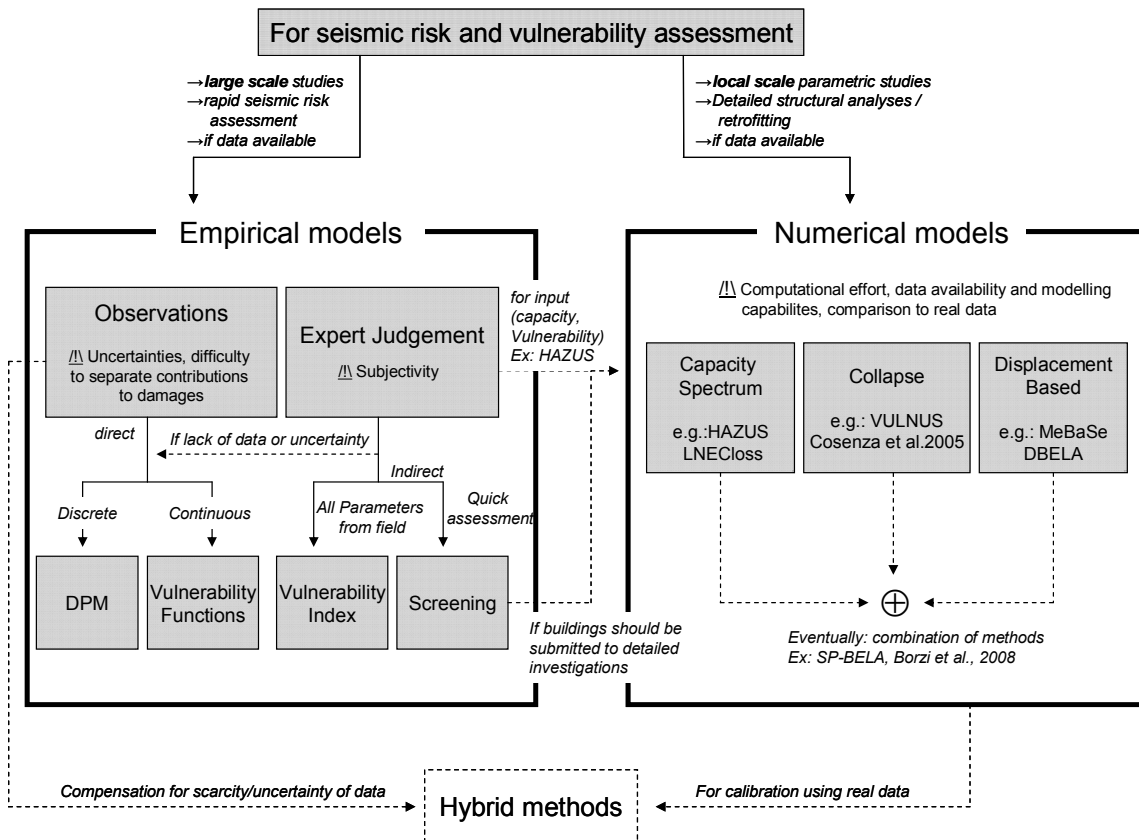 For seismic risk and vulnerability assessment
→large scale studies
→rapid seismic risk
assessment
→if data available
→local scale parametric studies
→Detailed structural analyses /
retrofitting
→if data available
Empirical models
Observations
/!\ Uncertainties, difficulty
to separate contributions
to damages
Expert Judgement
/!\ Subjectivity
for input
(capacity,
Vulnerability)
Ex: HAZUS
direct
If lack of data or uncertainty
Indirect
Discrete
Continuous
All Parameters
from field
Quick
assessment
DPM
Vulnerability
Functions
Vulnerability
Index
Screening
If buildings should be
submitted to detailed
investigations
Numerical models
/!\ Computational effort, data availability and modelling
capabilites, comparison to real data
Capacity
Spectrum
e.g.:HAZUS
LNECloss
Collapse
e.g.: VULNUS
Cosenza et al.2005
Displacement
Based
e.g.: MeBaSe
DBELA
Eventually: combination of methods
Ex: SP-BELA, Borzi et al., 2008
Compensation for scarcity/uncertainty of data
Hybrid methods
For calibration using real data